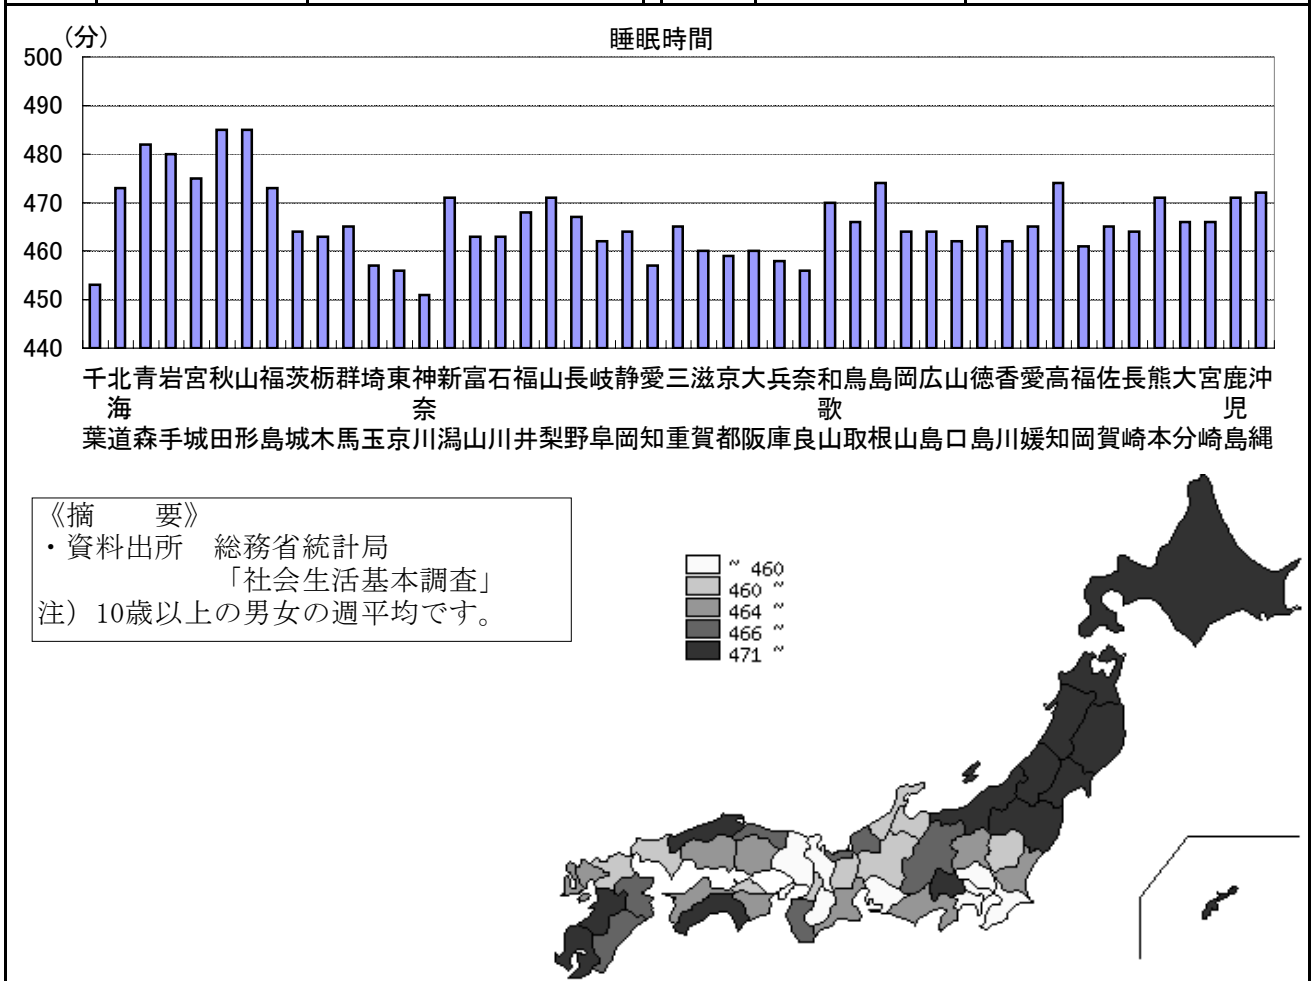 (分)
睡眠時間
500
490
480
470
460
450
440
千葉 北海道 青森 岩手 宮城 秋田 山形 福島 茨城 栃木 群馬 埼玉 東京 神奈川 新潟 富山 石川 福井 山梨 長野 岐阜 静岡 愛知 三重 滋賀 京都 大阪 兵庫 奈良 和歌山 鳥取 島根 岡山 広島 山口 徳島 香川 愛媛 高知 福岡 佐賀 長崎 熊本 大分 宮崎 鹿児島 沖縄
《摘　　要》
・資料出所　総務省統計局
「社会生活基本調査」
注）10歳以上の男女の週平均です。
~ 460
460 ~
464 ~
466 ~
471 ~